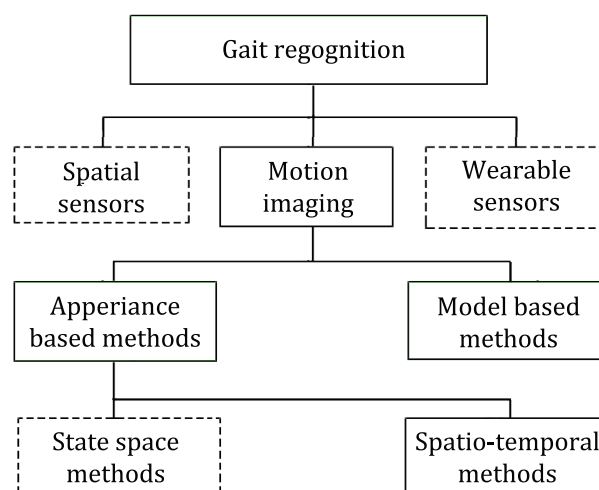 Gait regognition
Spatial
sensors
Motion
imaging
Wearable
sensors
Apperiance
based methods
Model based
methods
State space
methods
Spatio-temporal
methods